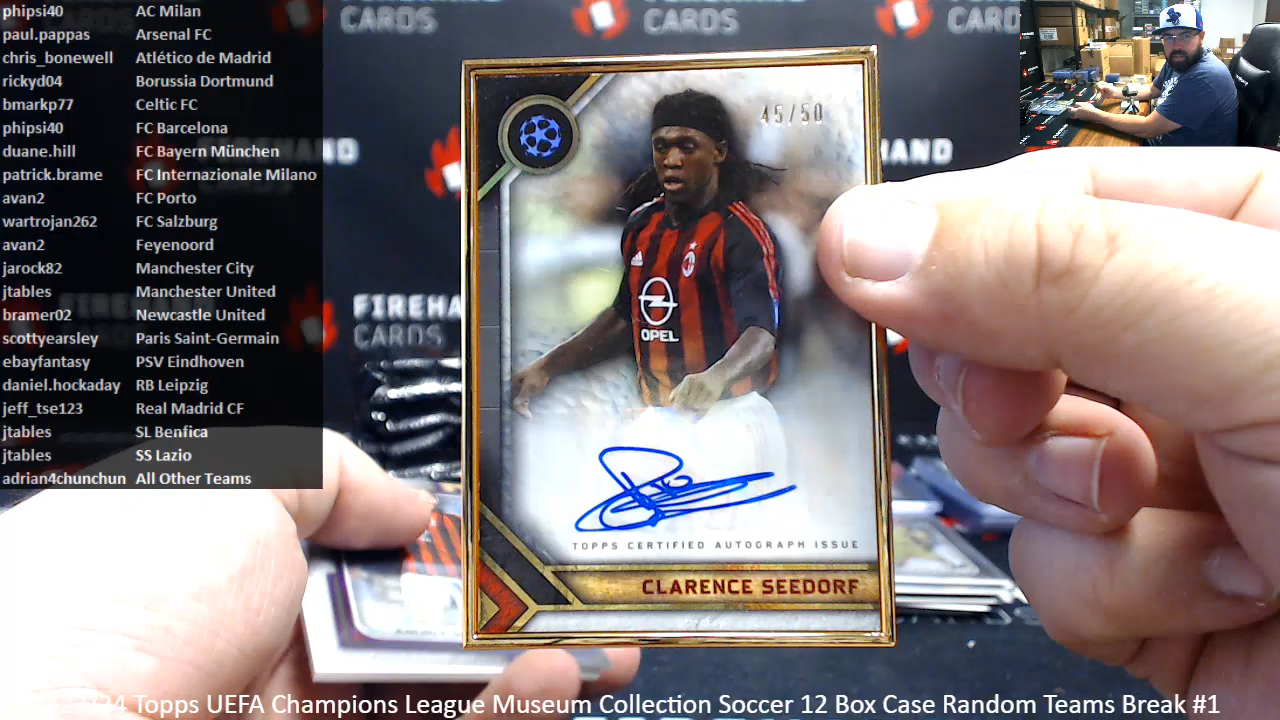 phipsi40 AC Milan
paul.pappas Arsenal FC
chris_bonewell Atlético de Madrid
rickyd04 Borussia Dortmund
bmarkp77 Celtic FC
phipsi40 FC Barcelona
duane.hill FC Bayern München
patrick.brame FC Internazionale Milano
avan2 FC Porto
wartrojan262 FC Salzburg
avan2 Feyenoord
jarock82 Manchester City
jtables Manchester United
bramer02 Newcastle United
scottyearsley Paris Saint-Germain
ebayfantasy PSV Eindhoven
daniel.hockaday RB Leipzig
jeff_tse123 Real Madrid CF
jtables SL Benfica
jtables SS Lazio
adrian4chunchun All Other Teams
CARDS
CARDS
CARDS
FIREHA
CARDS
45/50
OPEL
TOPPS CERTIFIED AUTOGRAPH ISSUE
CLARENCE SEEDORF
Topps UEFA Champions League Museum Collection Soccer 12 Box Case Random Teams Break #1